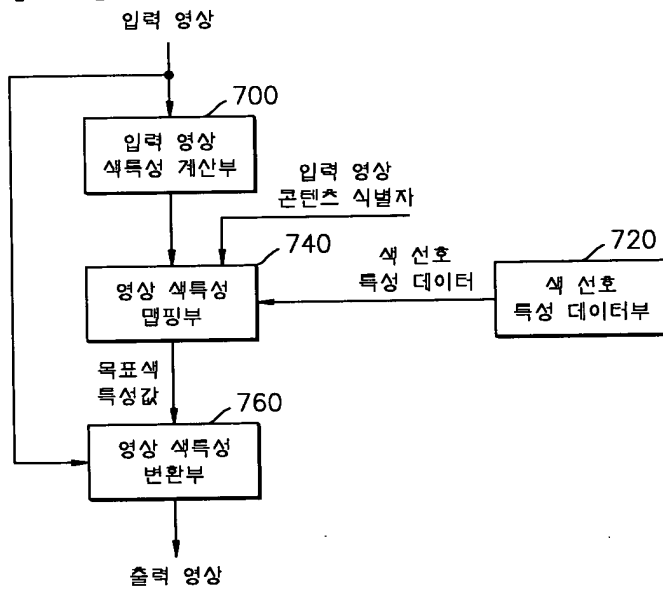 입력 영상
700
입력 영상
색특성 계산부
입력 영상
콘텐츠 식별자
740
영상 색특성
맵핑부
색 선호
특성 데이터
720
색 선호
특성 데이터부
목표색
특성값
760
영상 색특성
변환부
출력 영상